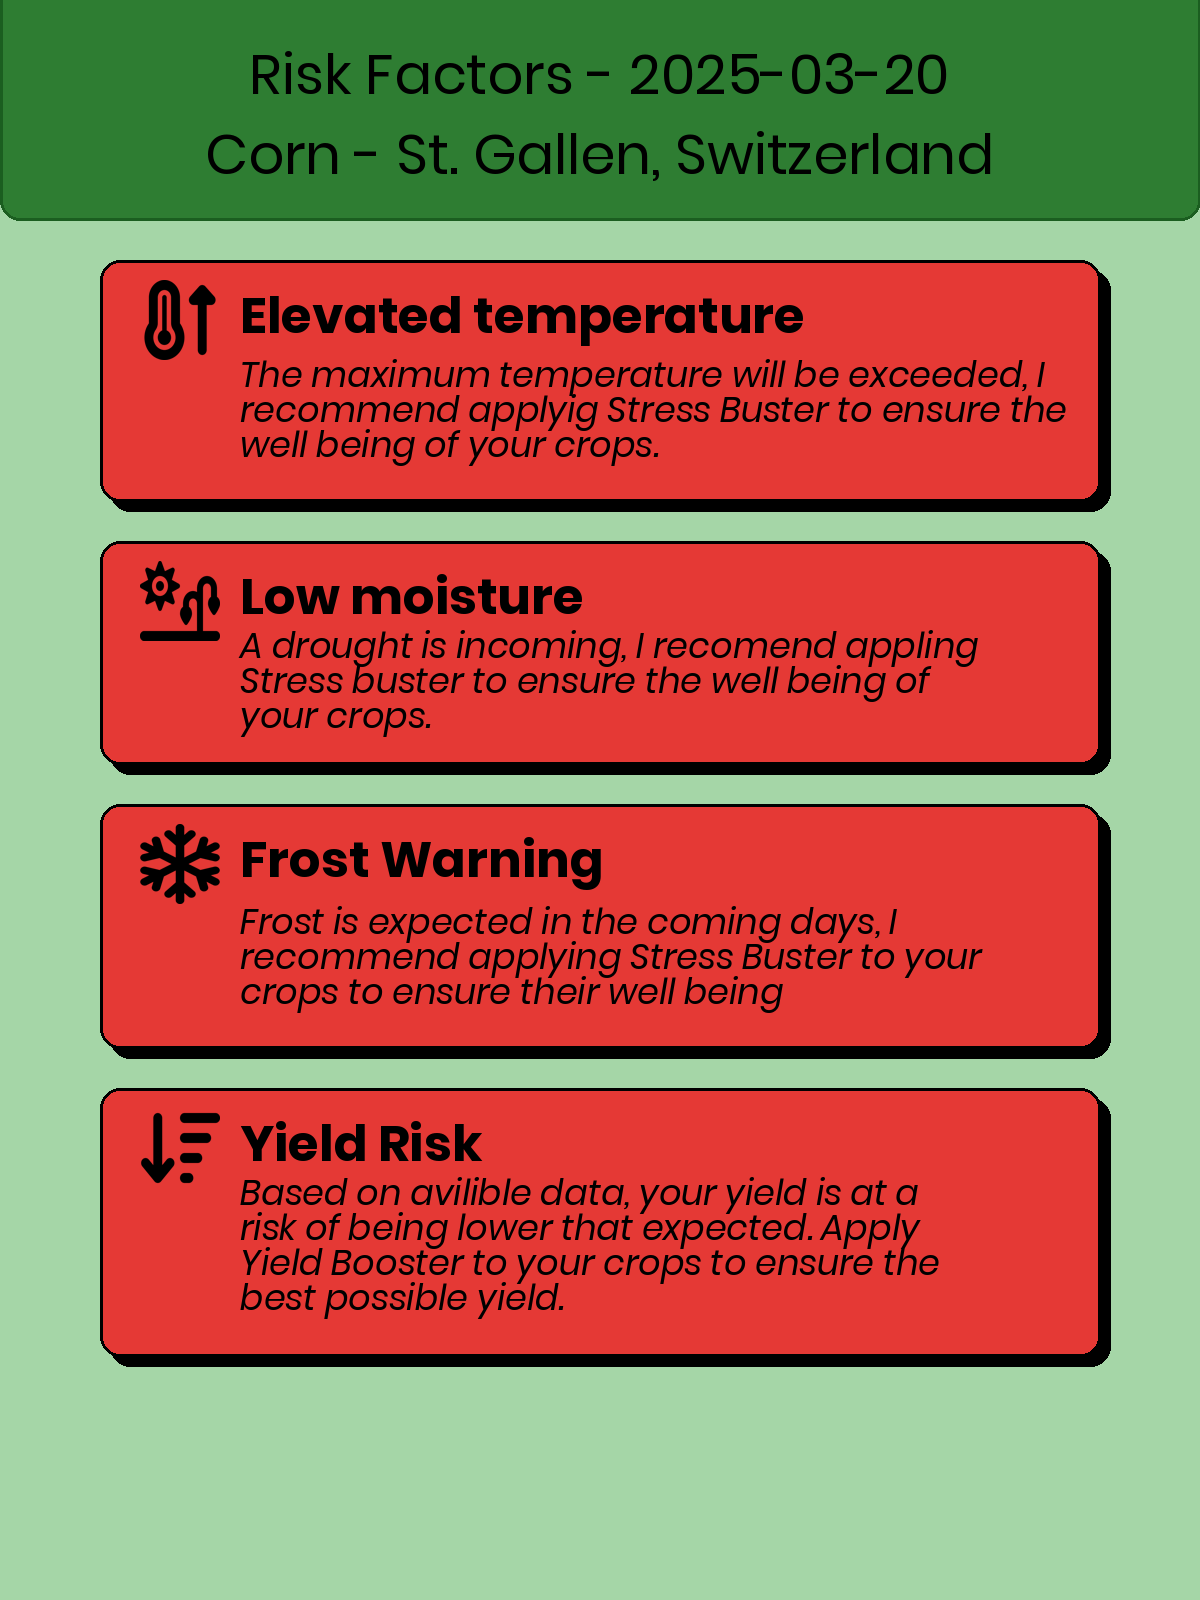 Risk Factors - 2025-03-20
Corn - St. Gallen, Switzerland
Elevated temperature
The maximum temperature will be exceeded, I
recommend applyig Stress Buster to ensure the
well being of your crops.
Low moisture
A drought is incoming, I recomend appling
Stress buster to ensure the well being of
your crops.
Frost Warning
Frost is expected in the coming days, I
recommend applying Stress Buster to your
crops to ensure their well being
Yield Risk
Based on avilible data, your yield is at a
risk of being lower that expected. Apply
Yield Booster to your crops to ensure the
best possible yield.